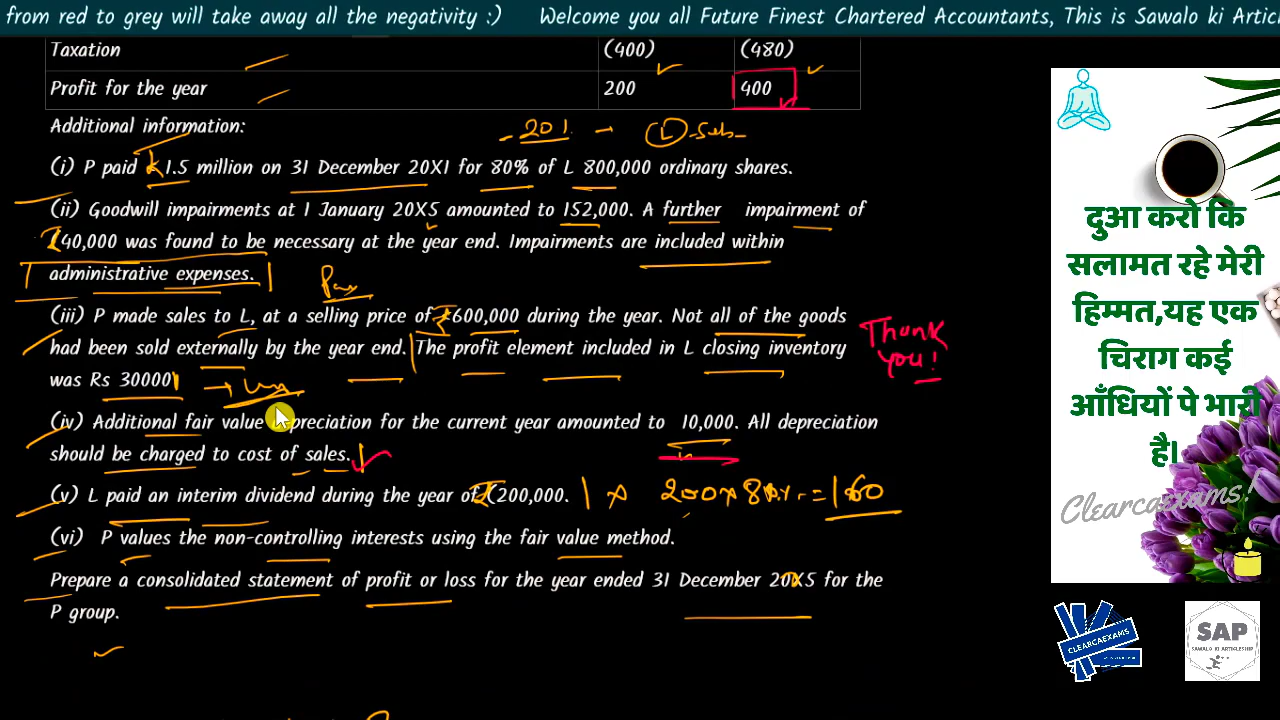 from red to grey will take away all the negativity :) Welcome you all Future Finest Chartered Accountants, This is Sawalo ki Artic
Taxation (400) (480)
Profit for the year 200 400
Additional information:
20% → L Sub
(i) P paid ₹1.5 million on 31 December 20X1 for 80% of L 800,000 ordinary shares.
(ii) Goodwill impairments at 1 January 20X5 amounted to 152,000. A further impairment of
₹40,000 was found to be necessary at the year end. Impairments are included within
administrative expenses.
(iii) P made sales to L, at a selling price of ₹600,000 during the year. Not all of the goods
had been sold externally by the year end. The profit element included in L closing inventory
was Rs 30000
(iv) Additional fair value depreciation for the current year amounted to 10,000. All depreciation
should be charged to cost of sales.
(v) L paid an interim dividend during the year of ₹200,000. 200x80%=160
(vi) P values the non-controlling interests using the fair value method.
Prepare a consolidated statement of profit or loss for the year ended 31 December 20X5 for the
P group.
Thank
You!
दुआ करो कि
सलामत रहे मेरी
हिम्मत,यह एक
चिराग कई
आँधियों पे भारी
है।
Clearcaexams!
CLEARCAEXAMS
SAP
SAWALO KI ARTICLESHIP